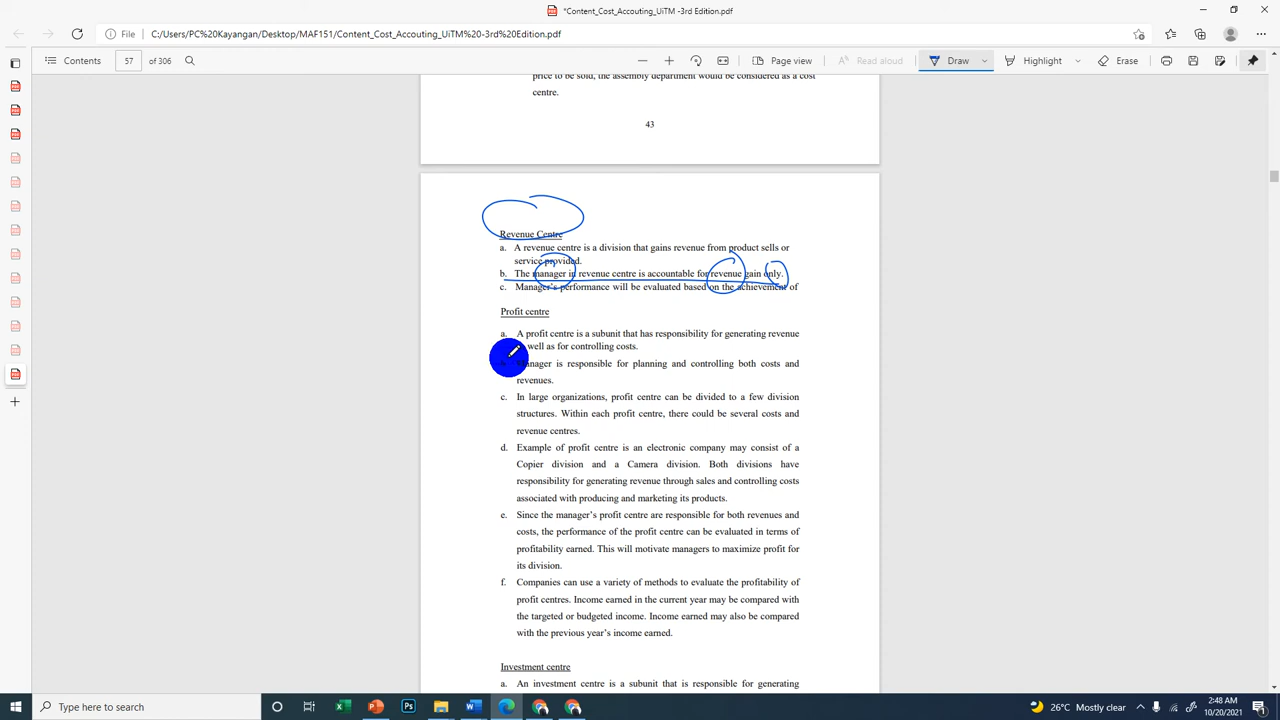 *Content_Cost_Accouting_UiTM -3rd Edition.pdf
File
C:/Users/PC%20Kayangan/Desktop/MAF151/Content_Cost_Accouting_UiTM%20-3rd%20Edition.pdf
Contents 57 of 306 Page view Read aloud Draw Highlight Erase
price to be sold, the assembly department would be considered as a cost
centre.
43
Revenue Centre
a. A revenue centre is a division that gains revenue from product sells or
service provided.
b. The manager in revenue centre is accountable for revenue gain only.
c. Manager's performance will be evaluated based on the achievement of
Profit centre
a. A profit centre is a subunit that has responsibility for generating revenue
well as for controlling costs.
Manager is responsible for planning and controlling both costs and
revenues.
c. In large organizations, profit centre can be divided to a few division
structures. Within each profit centre, there could be several costs and
revenue centres.
d. Example of profit centre is an electronic company may consist of a
Copier division and a Camera division. Both divisions have
responsibility for generating revenue through sales and controlling costs
associated with producing and marketing its products.
e. Since the manager's profit centre are responsible for both revenues and
costs, the performance of the profit centre can be evaluated in terms of
profitability earned. This will motivate managers to maximize profit for
its division.
f. Companies can use a variety of methods to evaluate the profitability of
profit centres. Income earned in the current year may be compared with
the targeted or budgeted income. Income earned may also be compared
with the previous year's income earned.
Investment centre
a. An investment centre is a subunit that is responsible for generating
Type here to search
26°C Mostly clear
2:48 AM
10/20/2021